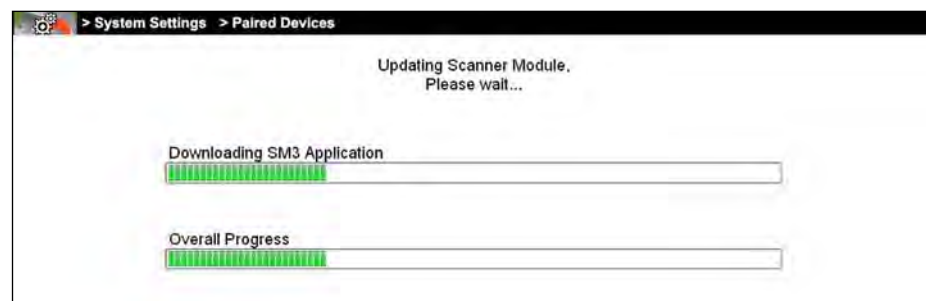 > System Settings > Paired Devices
Updating Scanner Module.
Please wait...
Downloading SM3 Application
Overall Progress